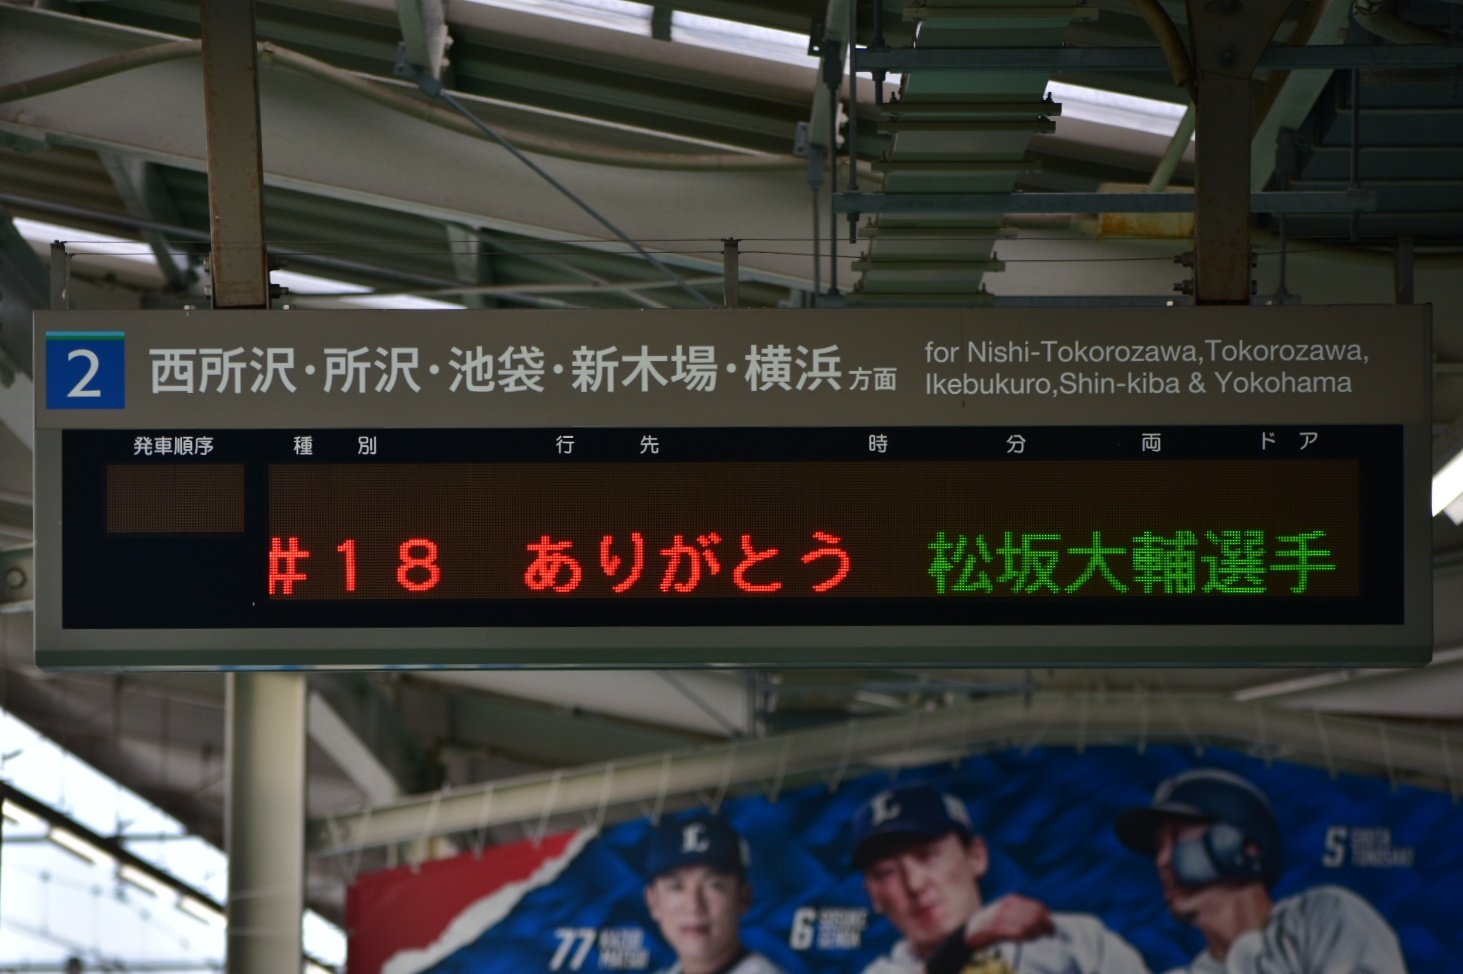 2 西所沢・所沢・池袋・新木場・横浜方面
for Nishi-Tokorozawa,Tokorozawa,
Ikebukuro,Shin-kiba & Yokohama
発車順序 種別 行先 時 分 両 ドア
#18 ありがとう 松坂大輔選手
L
L
77
6
5